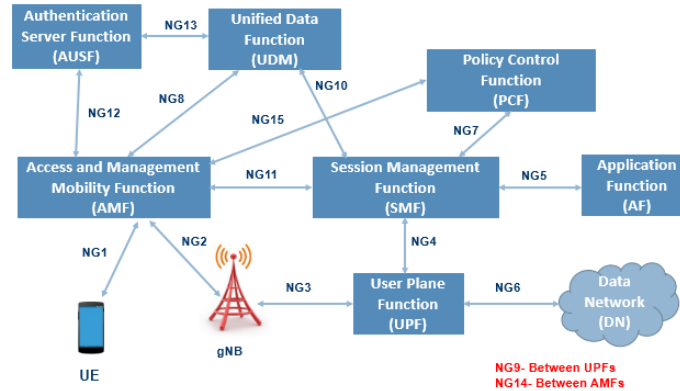 Authentication
Server Function
(AUSF)
NG13
Unified Data
Function
(UDM)
Policy Control
Function
(PCF)
NG12
NG8
NG10
NG15
NG7
Access and Management
Mobility Function
(AMF)
NG11
Session Management
Function
(SMF)
NG5
Application
Function
(AF)
NG1
NG2
NG4
NG3
User Plane
Function
(UPF)
NG6
Data
Network
(DN)
gNB
UE
NG9- Between UPFs
NG14- Between AMFs